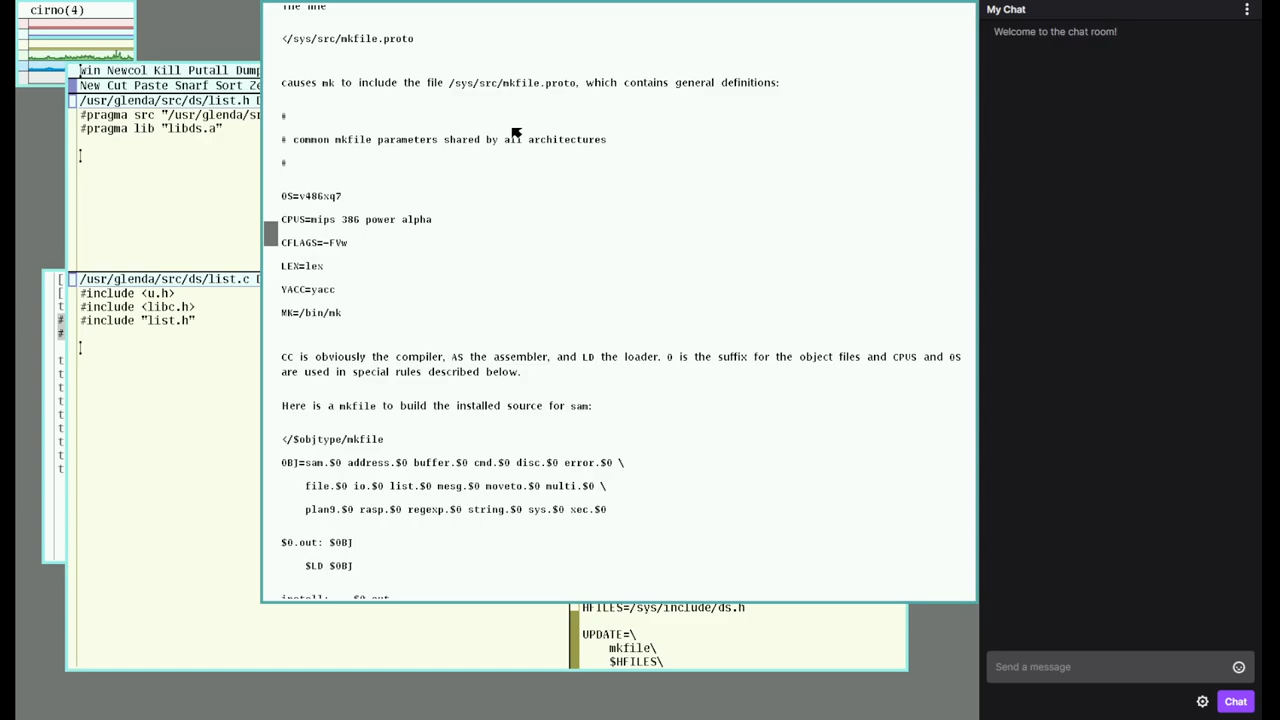 cirno(4)
win Newcol Kill Putall Dump
New Cut Paste Snarf Sort Ze
/usr/glenda/src/ds/list.h D
#pragma src "/usr/glenda/sr
#pragma lib "libds.a"
/usr/glenda/src/ds/list.c D
#include <u.h>
#include <libc.h>
#include "list.h"
[
[
t
#
#
t
t
t
t
t
t
t
t
t
The line
</sys/src/mkfile.proto
causes mk to include the file /sys/src/mkfile.proto, which contains general definitions:
#
# common mkfile parameters shared by all architectures
#
OS=v486xq7
CPUS=mips 386 power alpha
CFLAGS=-FVw
LEX=lex
YACC=yacc
MK=/bin/mk
CC is obviously the compiler, AS the assembler, and LD the loader. O is the suffix for the object files and CPUS and OS
are used in special rules described below.
Here is a mkfile to build the installed source for sam:
</$objtype/mkfile
OBJ=sam.$O address.$O buffer.$O cmd.$O disc.$O error.$O \
file.$O io.$O list.$O mesg.$O moveto.$O multi.$O \
plan9.$O rasp.$O regexp.$O string.$O sys.$O xec.$O
$O.out: $OBJ
$LD $OBJ
install: $O.out
HFILES=/sys/include/ds.h
UPDATE=\
mkfile\
$HFILES\
My Chat
Welcome to the chat room!
Send a message
Chat